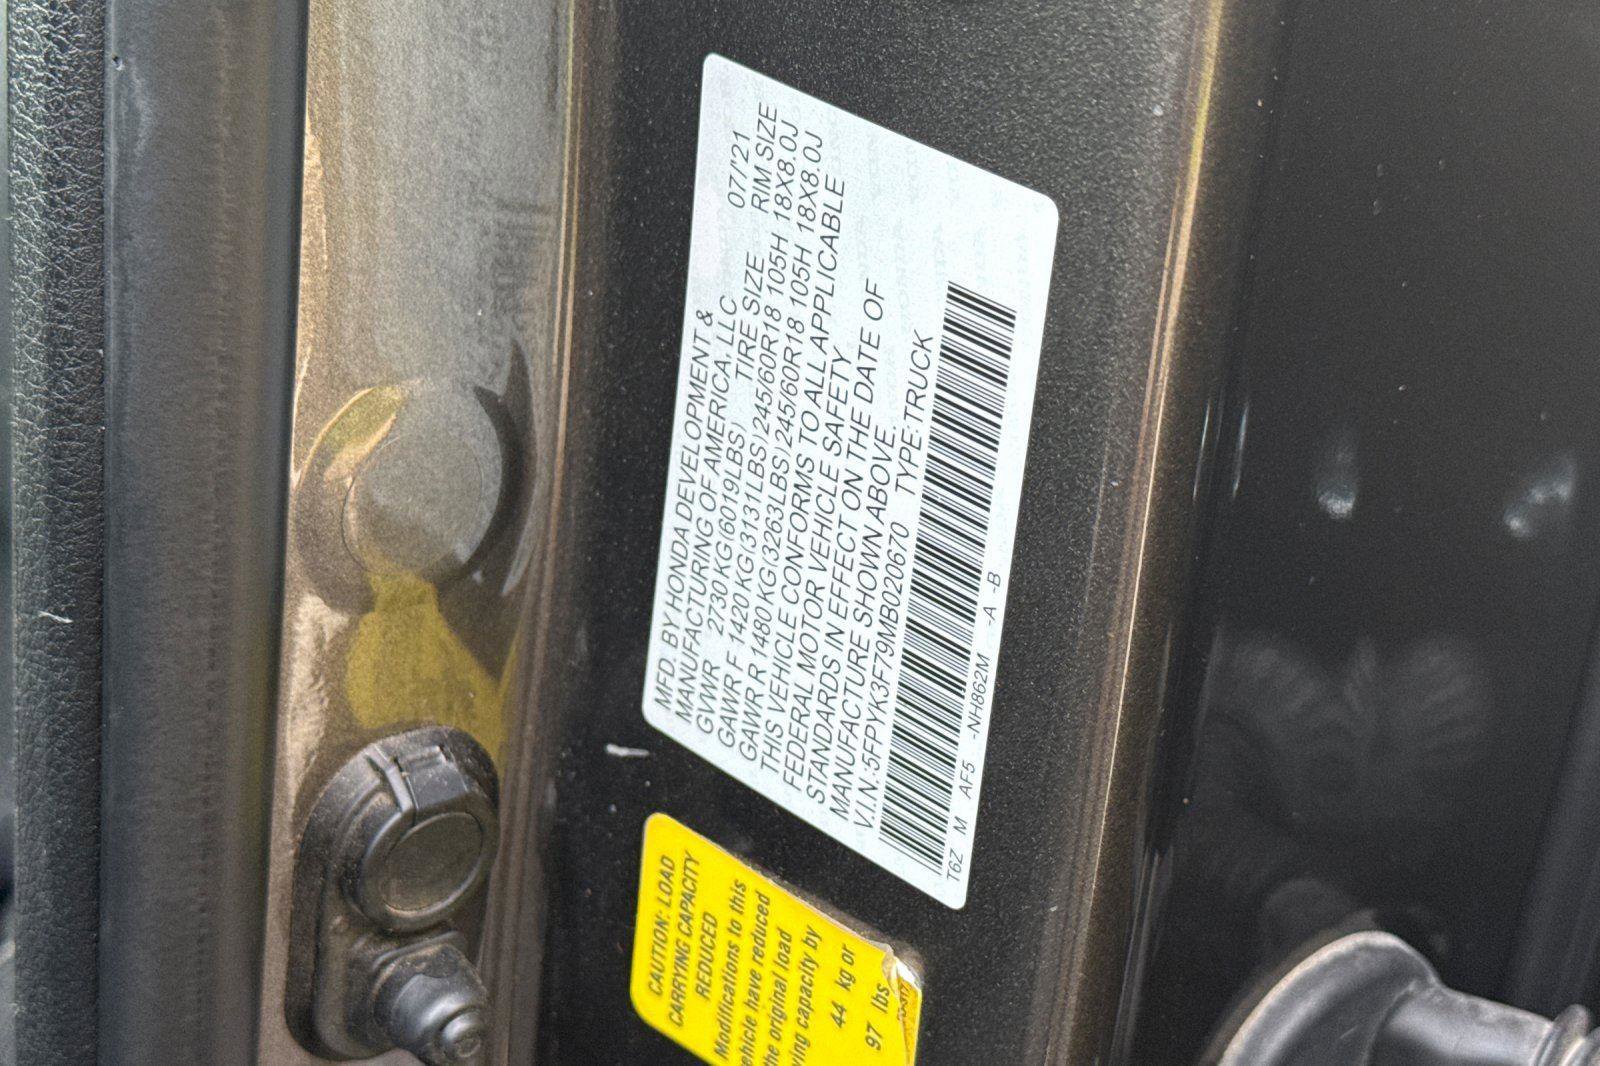 MFD. BY HONDA DEVELOPMENT &
MANUFACTURING OF AMERICA, LLC 07/'21
GVWR 2730 KG(6019LBS) TIRE SIZE RIM SIZE
GAWR F 1420 KG(3131LBS) 245/60R18 105H 18X8.0J
GAWR R 1480 KG(3263LBS) 245/60R18 105H 18X8.0J
THIS VEHICLE CONFORMS TO ALL APPLICABLE
FEDERAL MOTOR VEHICLE SAFETY
STANDARDS IN EFFECT ON THE DATE OF
MANUFACTURE SHOWN ABOVE.
V.I.N.:5FPYK3F79MB020670 TYPE:TRUCK
T6Z M AF5 -NH862M -A -B
CAUTION: LOAD
CARRYING CAPACITY
REDUCED
Modifications to this
vehicle have reduced
the original load
ying capacity by
44 kg or
97 lbs